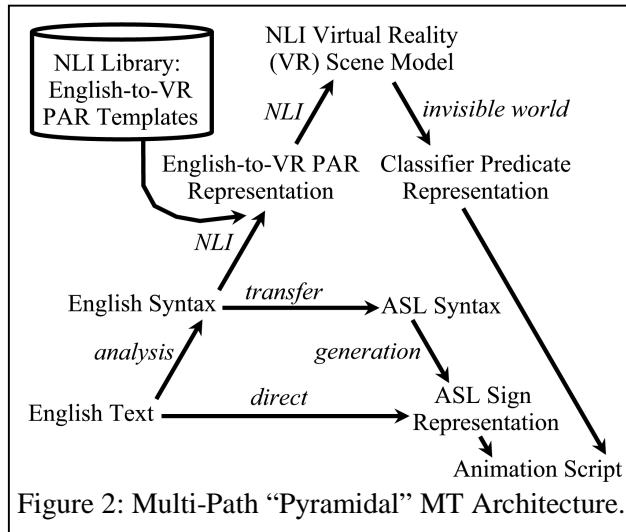 NLI Library:
English-to-VR
PAR Templates
NLI Virtual Reality
(VR) Scene Model
NLI
invisible world
English-to-VR PAR
Representation
Classifier Predicate
Representation
NLI
English Syntax
transfer
ASL Syntax
analysis
generation
English Text
direct
ASL Sign
Representation
Animation Script
Figure 2: Multi-Path “Pyramidal” MT Architecture.